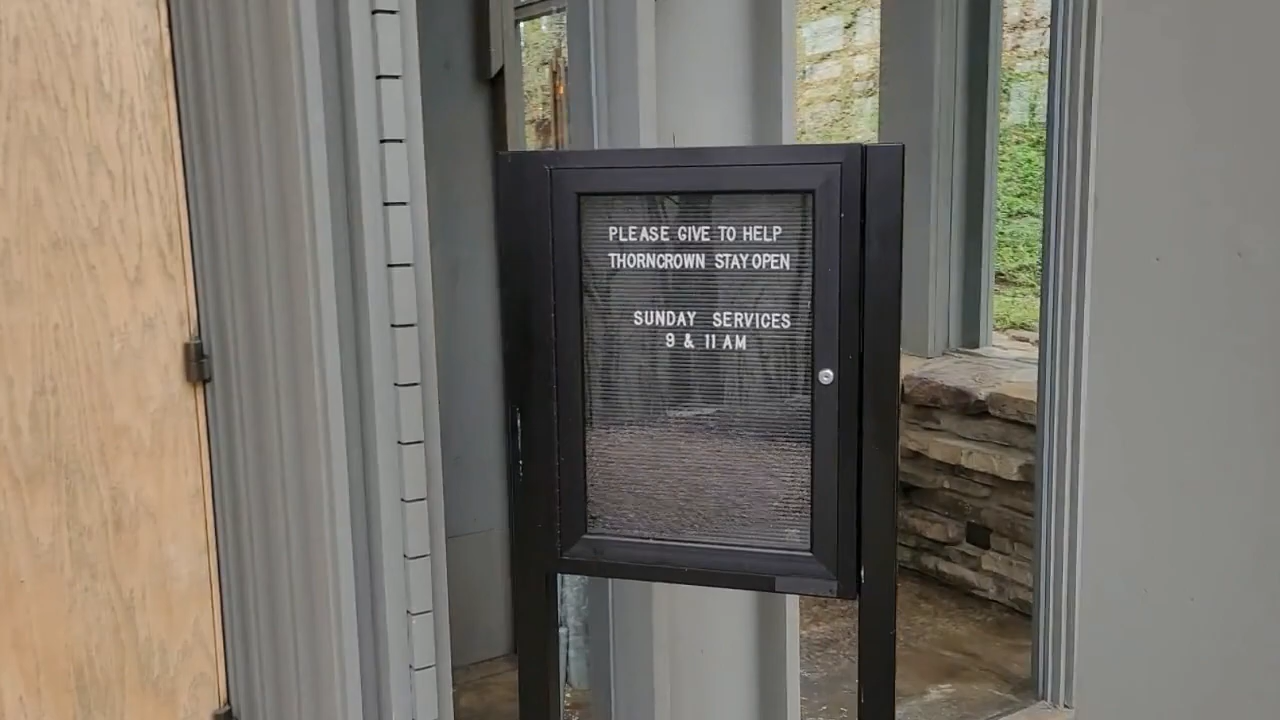 PLEASE GIVE TO HELP
THORNCROWN STAY OPEN
SUNDAY SERVICES
9 & 11 AM